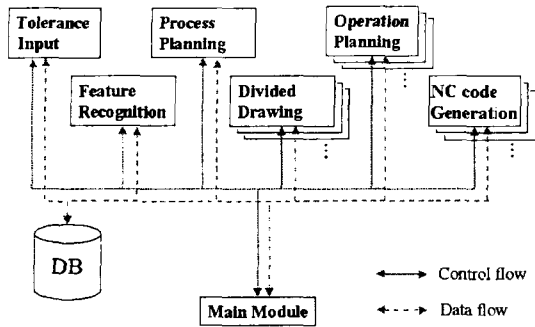 Tolerance
Input
Process
Planning
Operation
Planning
Feature
Recognition
Divided
Drawing
NC code
Generation
DB
Main Module
Control flow
Data flow